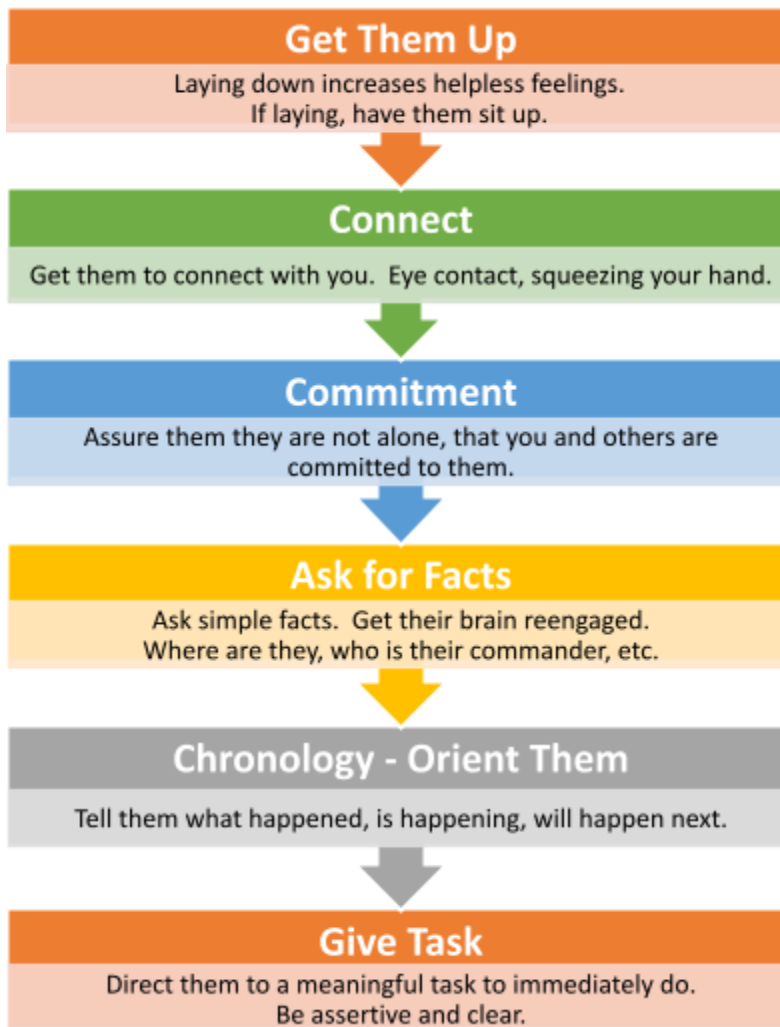 Get Them Up
Laying down increases helpless feelings.
If laying, have them sit up.
Connect
Get them to connect with you.  Eye contact, squeezing your hand.
Commitment
Assure them they are not alone, that you and others are
committed to them.
Ask for Facts
Ask simple facts.  Get their brain reengaged.
Where are they, who is their commander, etc.
Chronology - Orient Them
Tell them what happened, is happening, will happen next.
Give Task
Direct them to a meaningful task to immediately do.
Be assertive and clear.